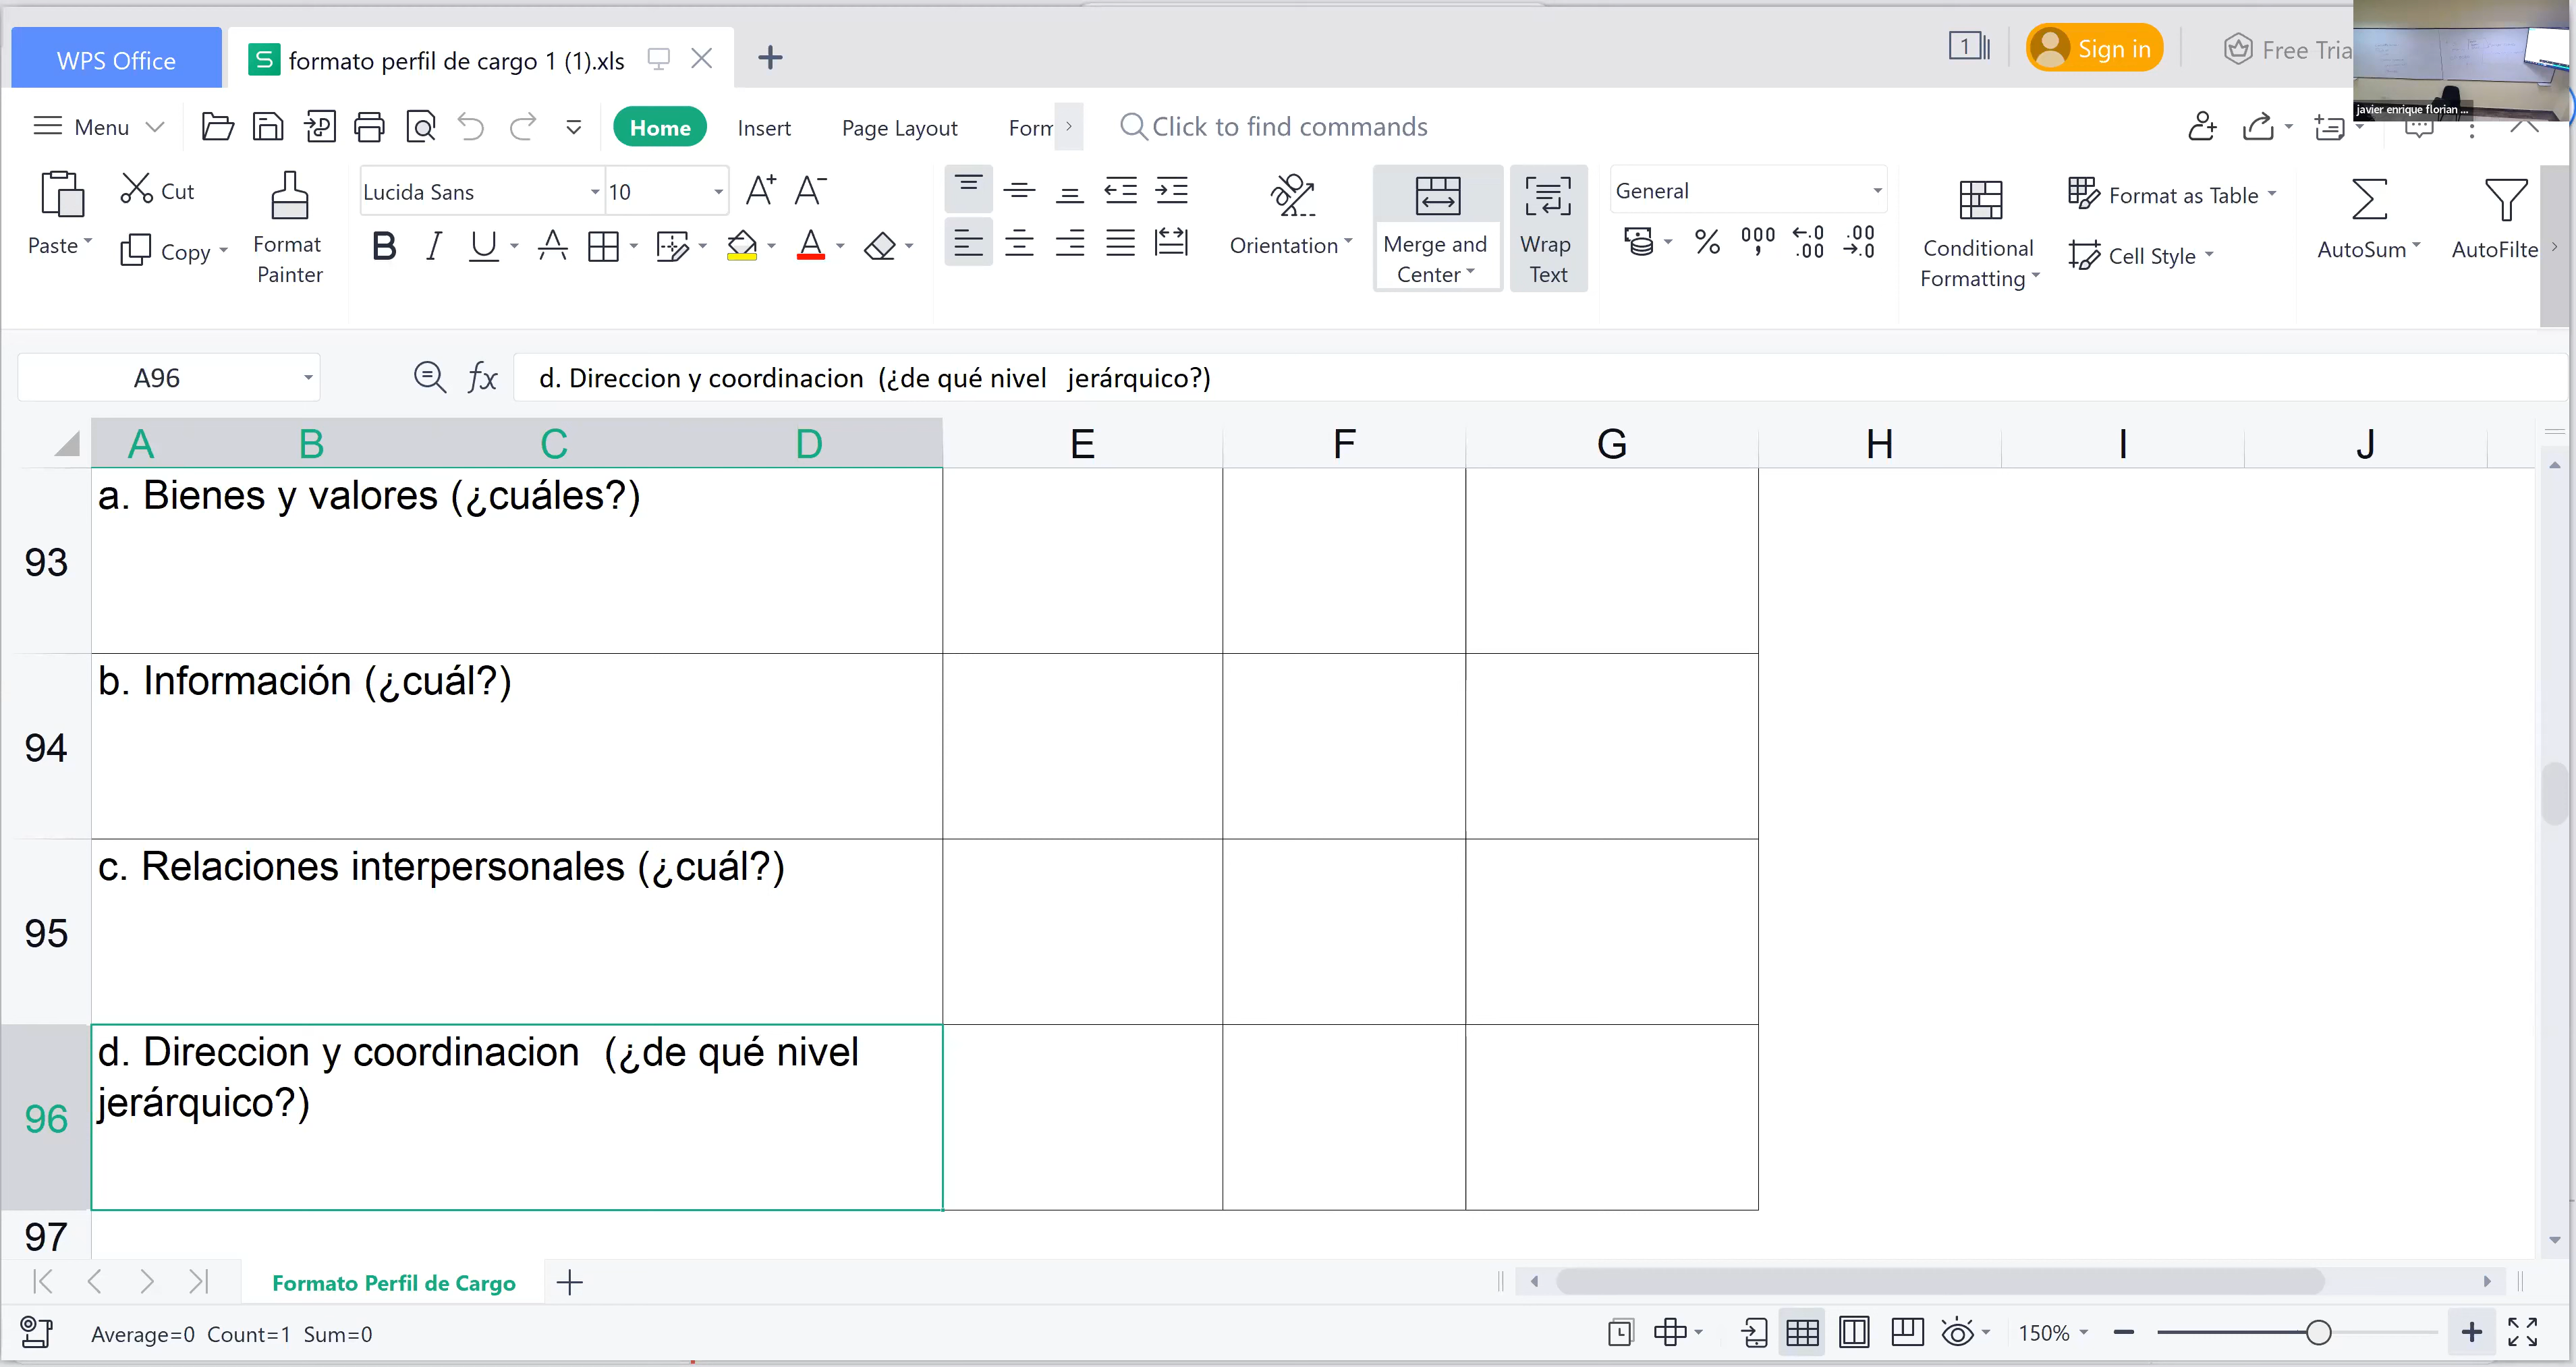 WPS Office
formato perfil de cargo 1 (1).xls
Sign in
Free Tria
javier enrique florian ...
Menu
Home
Insert
Page Layout
Form
Click to find commands
Paste
Cut
Copy
Format Painter
Lucida Sans
10
Orientation
Merge and Center
Wrap Text
General
Conditional Formatting
Format as Table
Cell Style
AutoSum
AutoFilte
A96
d. Direccion y coordinacion  (¿de qué nivel   jerárquico?)
A B C D E F G H I J
93 a. Bienes y valores (¿cuáles?)
94 b. Información (¿cuál?)
95 c. Relaciones interpersonales (¿cuál?)
96 d. Direccion y coordinacion  (¿de qué nivel
jerárquico?)
97
Formato Perfil de Cargo
Average=0  Count=1  Sum=0
150%